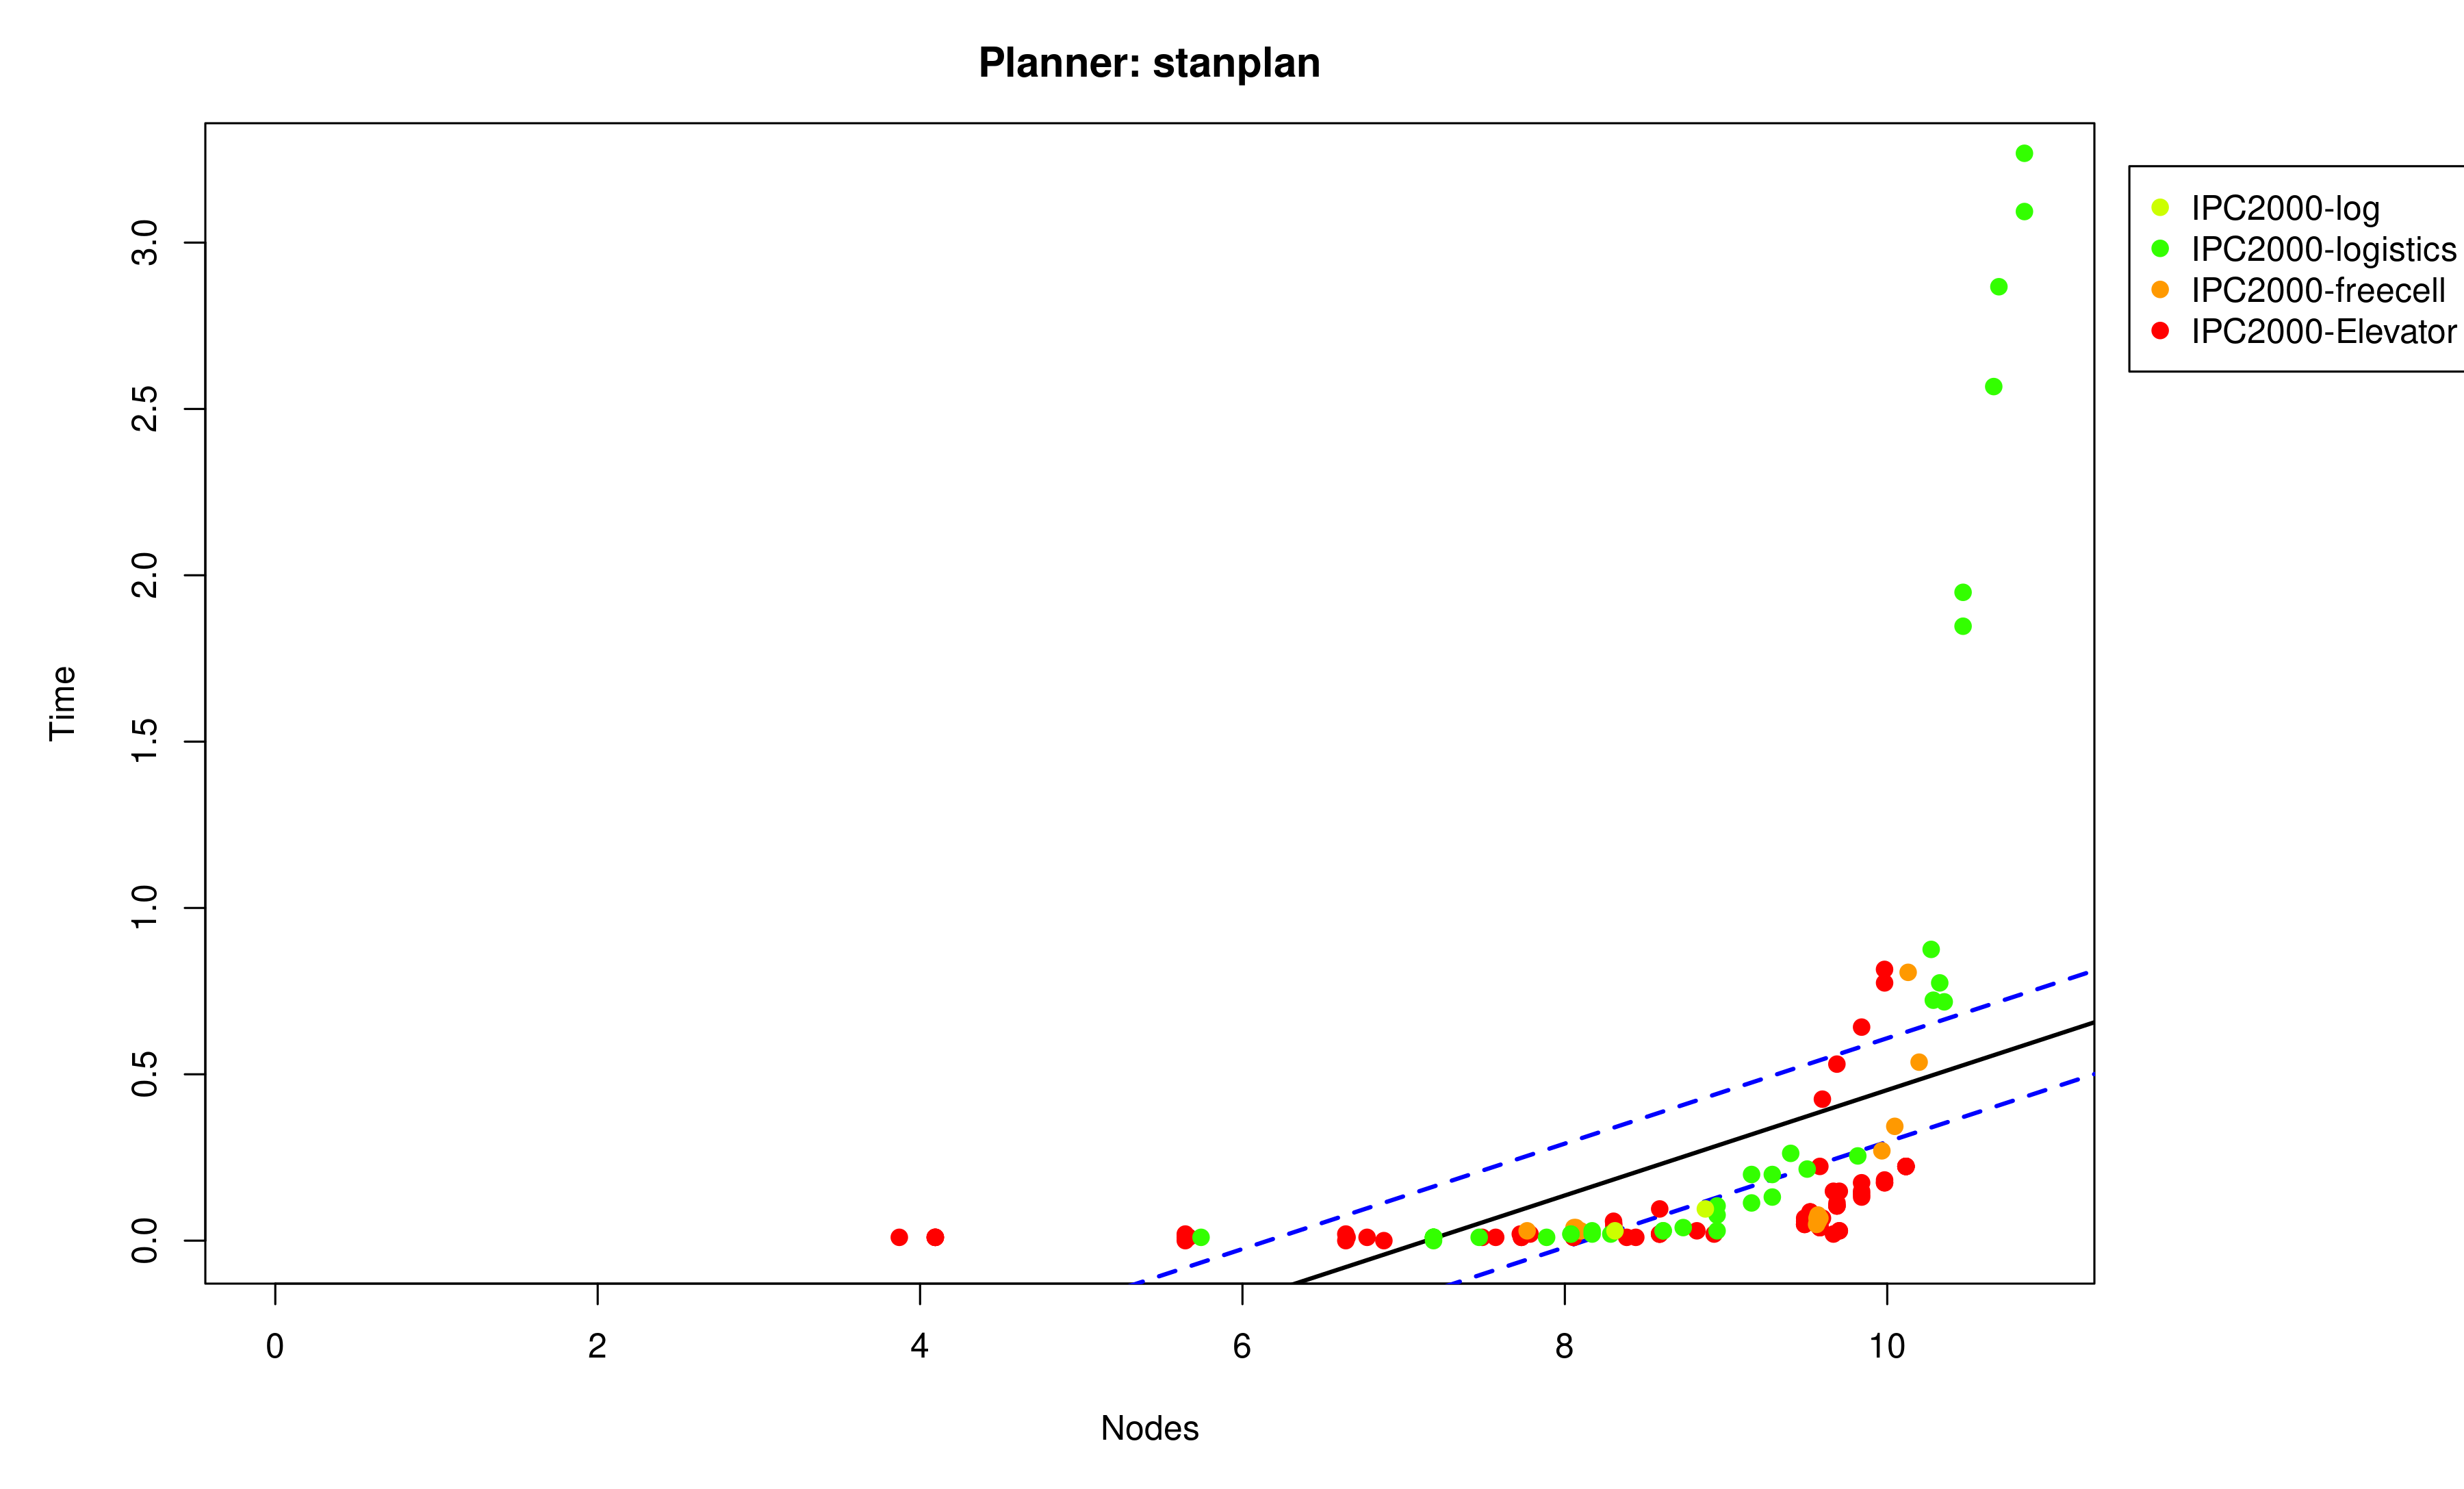 Planner: stanplan
IPC2000-log
IPC2000-logistics
IPC2000-freecell
IPC2000-Elevator
3.0
2.5
2.0
1.5
1.0
0.5
0.0
Time
0 2 4 6 8 10
Nodes